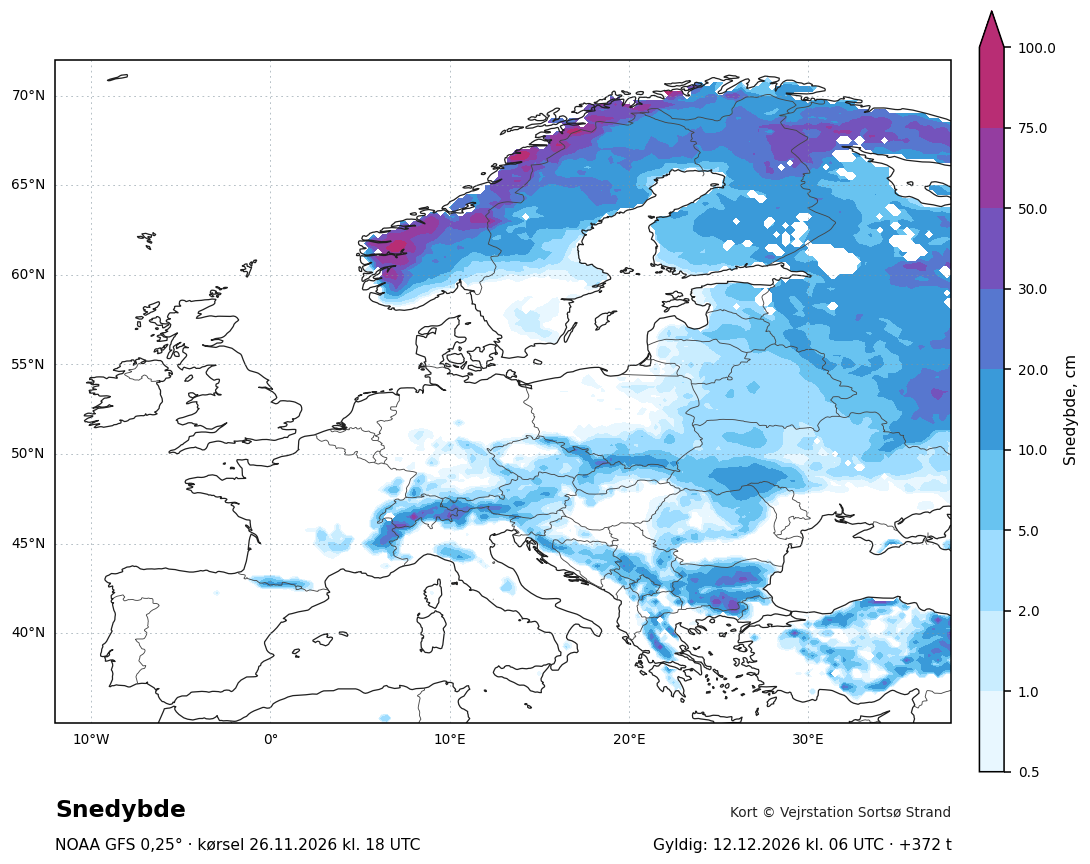 100.0
75.0
50.0
30.0
20.0
10.0
5.0
2.0
1.0
0.5
Snedybde, cm
70°N
65°N
60°N
55°N
50°N
45°N
40°N
10°W
0°
10°E
20°E
30°E
Snedybde
Kort © Vejrstation Sortsø Strand
NOAA GFS 0,25° · kørsel 26.11.2026 kl. 18 UTC
Gyldig: 12.12.2026 kl. 06 UTC · +372 t